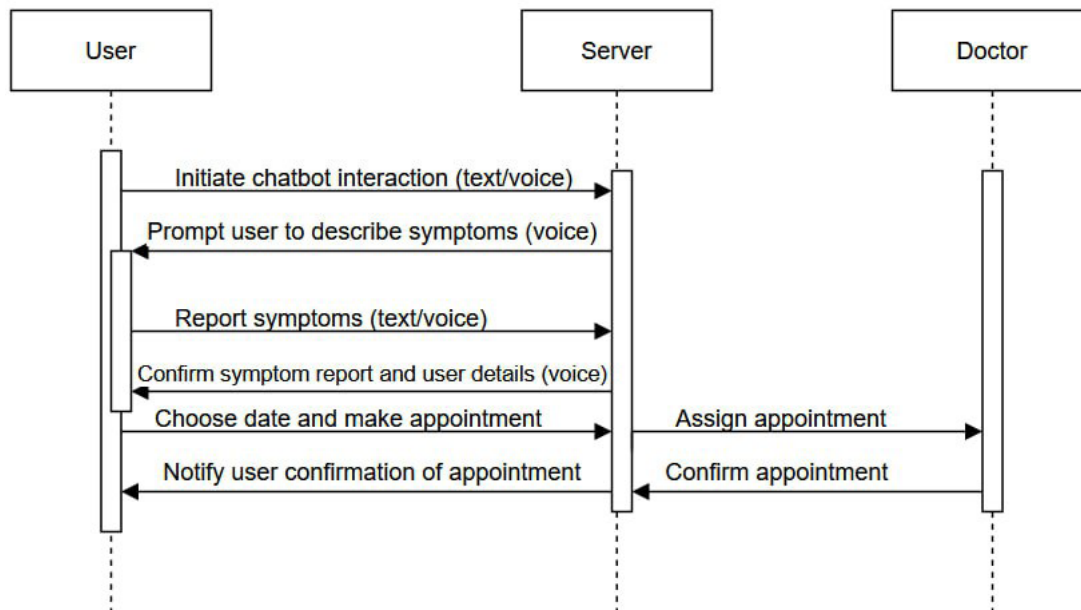 User
Server
Doctor
Initiate chatbot interaction (text/voice)
Prompt user to describe symptoms (voice)
Report symptoms (text/voice)
Confirm symptom report and user details (voice)
Choose date and make appointment
Assign appointment
Notify user confirmation of appointment
Confirm appointment